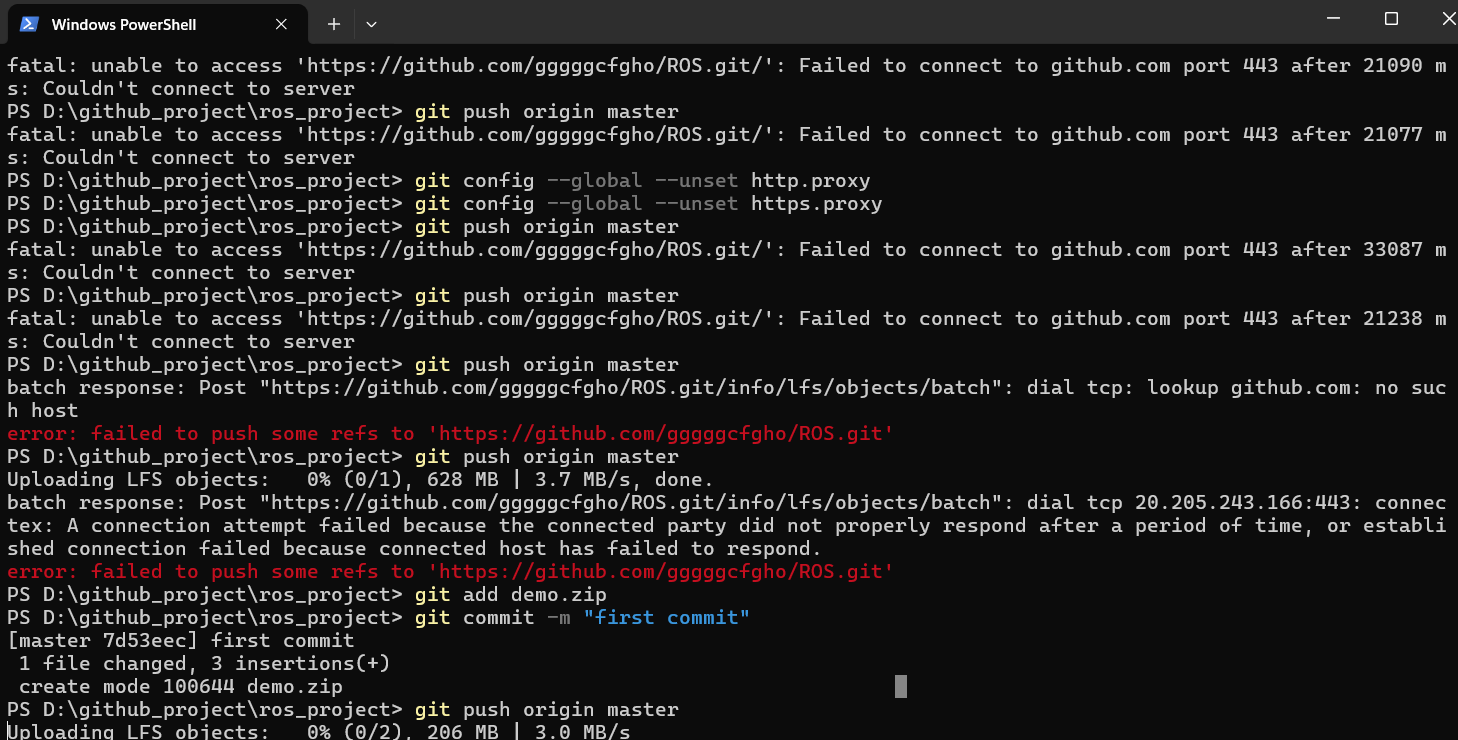 Windows PowerShell
fatal: unable to access 'https://github.com/gggggcfgho/ROS.git/': Failed to connect to github.com port 443 after 21090 m
s: Couldn't connect to server
PS D:\github_project\ros_project> git push origin master
fatal: unable to access 'https://github.com/gggggcfgho/ROS.git/': Failed to connect to github.com port 443 after 21077 m
s: Couldn't connect to server
PS D:\github_project\ros_project> git config --global --unset http.proxy
PS D:\github_project\ros_project> git config --global --unset https.proxy
PS D:\github_project\ros_project> git push origin master
fatal: unable to access 'https://github.com/gggggcfgho/ROS.git/': Failed to connect to github.com port 443 after 33087 m
s: Couldn't connect to server
PS D:\github_project\ros_project> git push origin master
fatal: unable to access 'https://github.com/gggggcfgho/ROS.git/': Failed to connect to github.com port 443 after 21238 m
s: Couldn't connect to server
PS D:\github_project\ros_project> git push origin master
batch response: Post "https://github.com/gggggcfgho/ROS.git/info/lfs/objects/batch": dial tcp: lookup github.com: no suc
h host
error: failed to push some refs to 'https://github.com/gggggcfgho/ROS.git'
PS D:\github_project\ros_project> git push origin master
Uploading LFS objects:   0% (0/1), 628 MB | 3.7 MB/s, done.
batch response: Post "https://github.com/gggggcfgho/ROS.git/info/lfs/objects/batch": dial tcp 20.205.243.166:443: connec
tex: A connection attempt failed because the connected party did not properly respond after a period of time, or establi
shed connection failed because connected host has failed to respond.
error: failed to push some refs to 'https://github.com/gggggcfgho/ROS.git'
PS D:\github_project\ros_project> git add demo.zip
PS D:\github_project\ros_project> git commit -m "first commit"
[master 7d53eec] first commit
 1 file changed, 3 insertions(+)
 create mode 100644 demo.zip
PS D:\github_project\ros_project> git push origin master
Uploading LFS objects:   0% (0/2), 206 MB | 3.0 MB/s